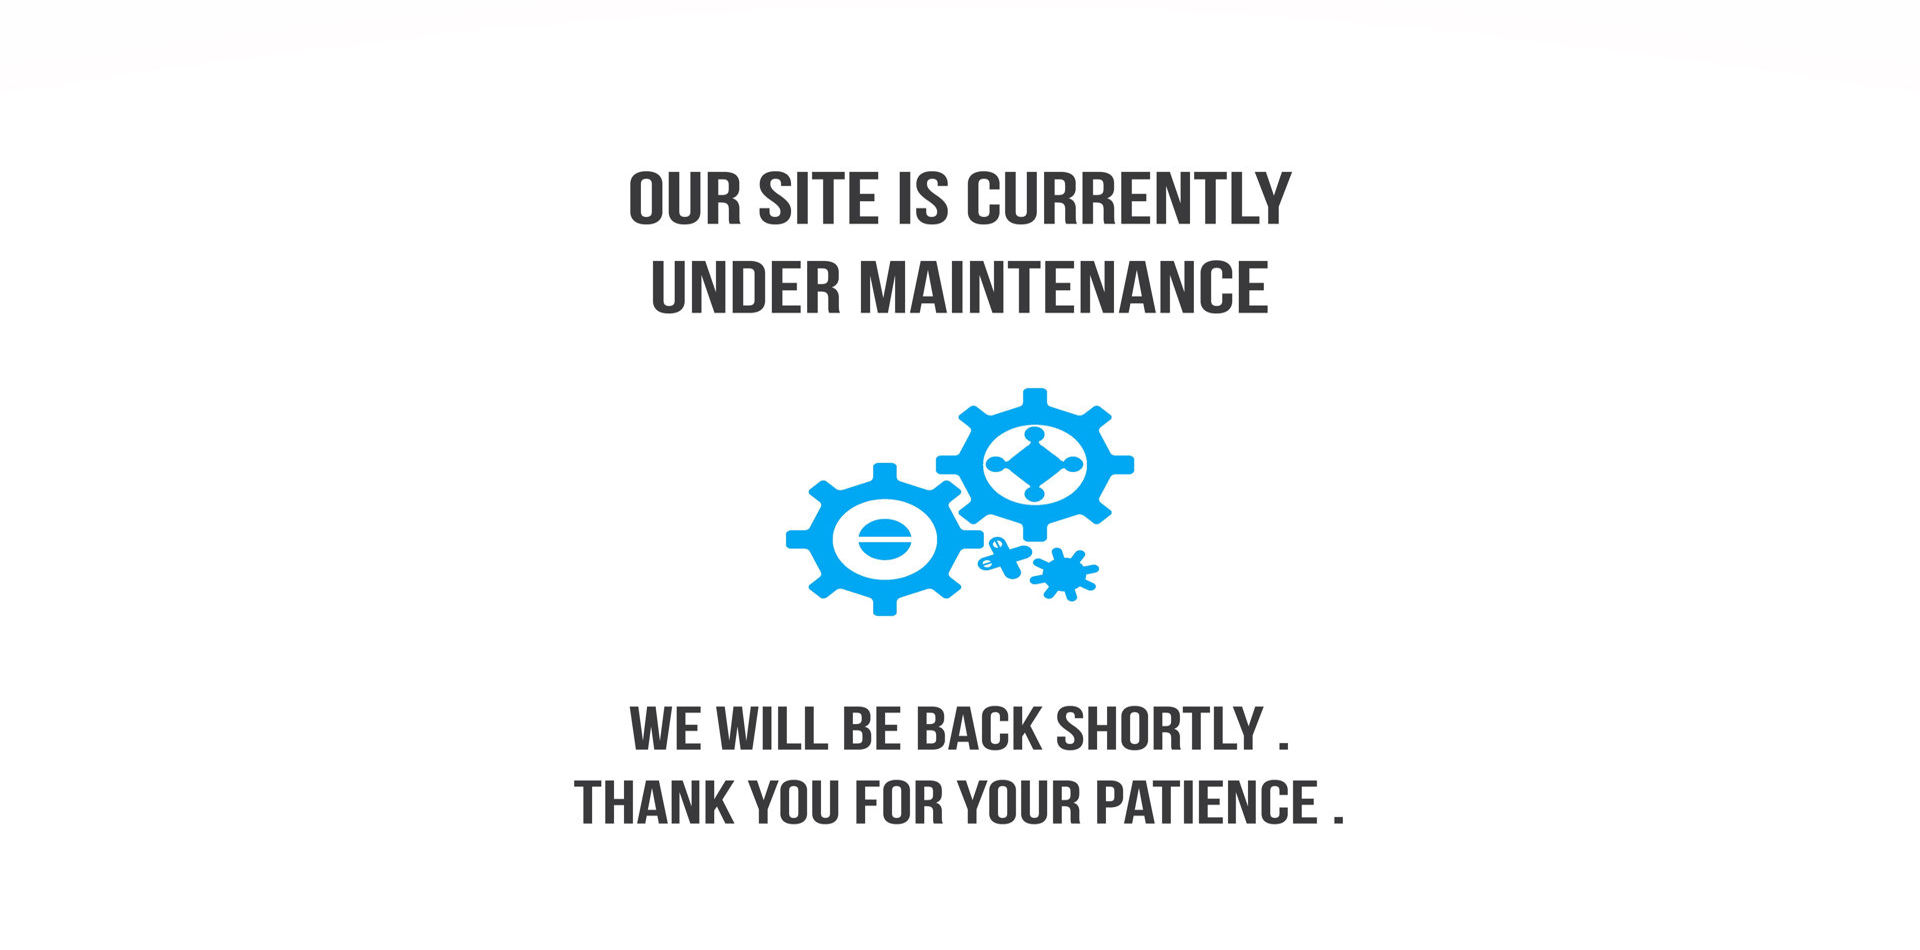 OUR SITE IS CURRENTLY
UNDER MAINTENANCE
WE WILL BE BACK SHORTLY .
THANK YOU FOR YOUR PATIENCE .